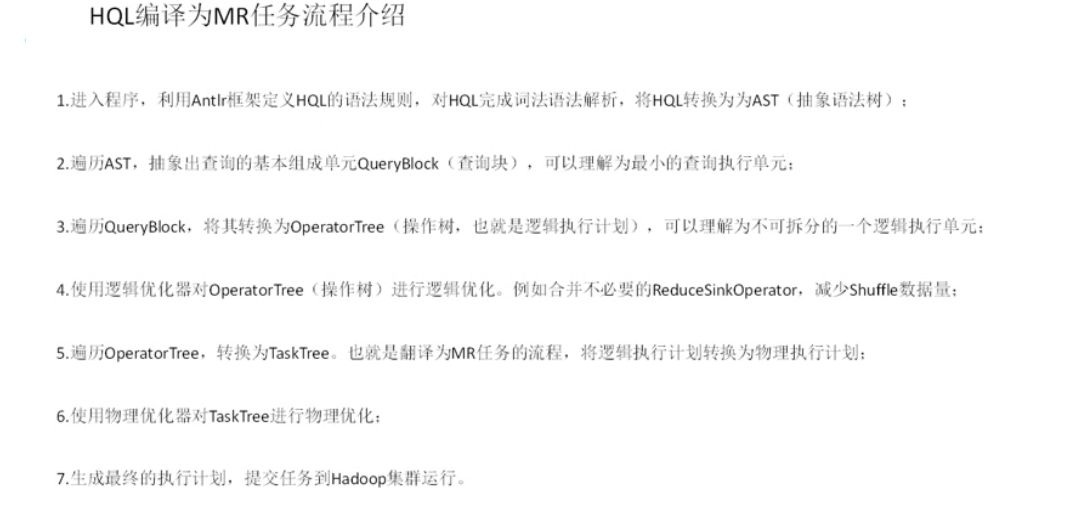 HQL编译为MR任务流程介绍
1.进入程序，利用Antlr框架定义HQL的语法规则，对HQL完成词法语法解析，将HQL转换为为AST（抽象语法树）；
2.遍历AST，抽象出查询的基本组成单元QueryBlock（查询块），可以理解为最小的查询执行单元；
3.遍历QueryBlock，将其转换为OperatorTree（操作树，也就是逻辑执行计划），可以理解为不可拆分的一个逻辑执行单元；
4.使用逻辑优化器对OperatorTree（操作树）进行逻辑优化。例如合并不必要的ReduceSinkOperator，减少Shuffle数据量；
5.遍历OperatorTree，转换为TaskTree。也就是翻译为MR任务的流程，将逻辑执行计划转换为物理执行计划；
6.使用物理优化器对TaskTree进行物理优化；
7.生成最终的执行计划，提交任务到Hadoop集群运行。